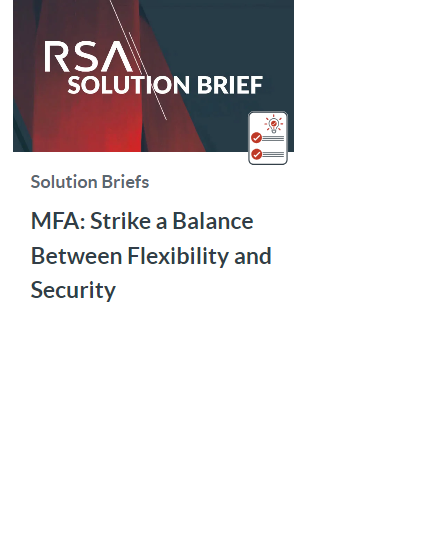 RSA
SOLUTION BRIEF
Solution Briefs
MFA: Strike a Balance
Between Flexibility and
Security